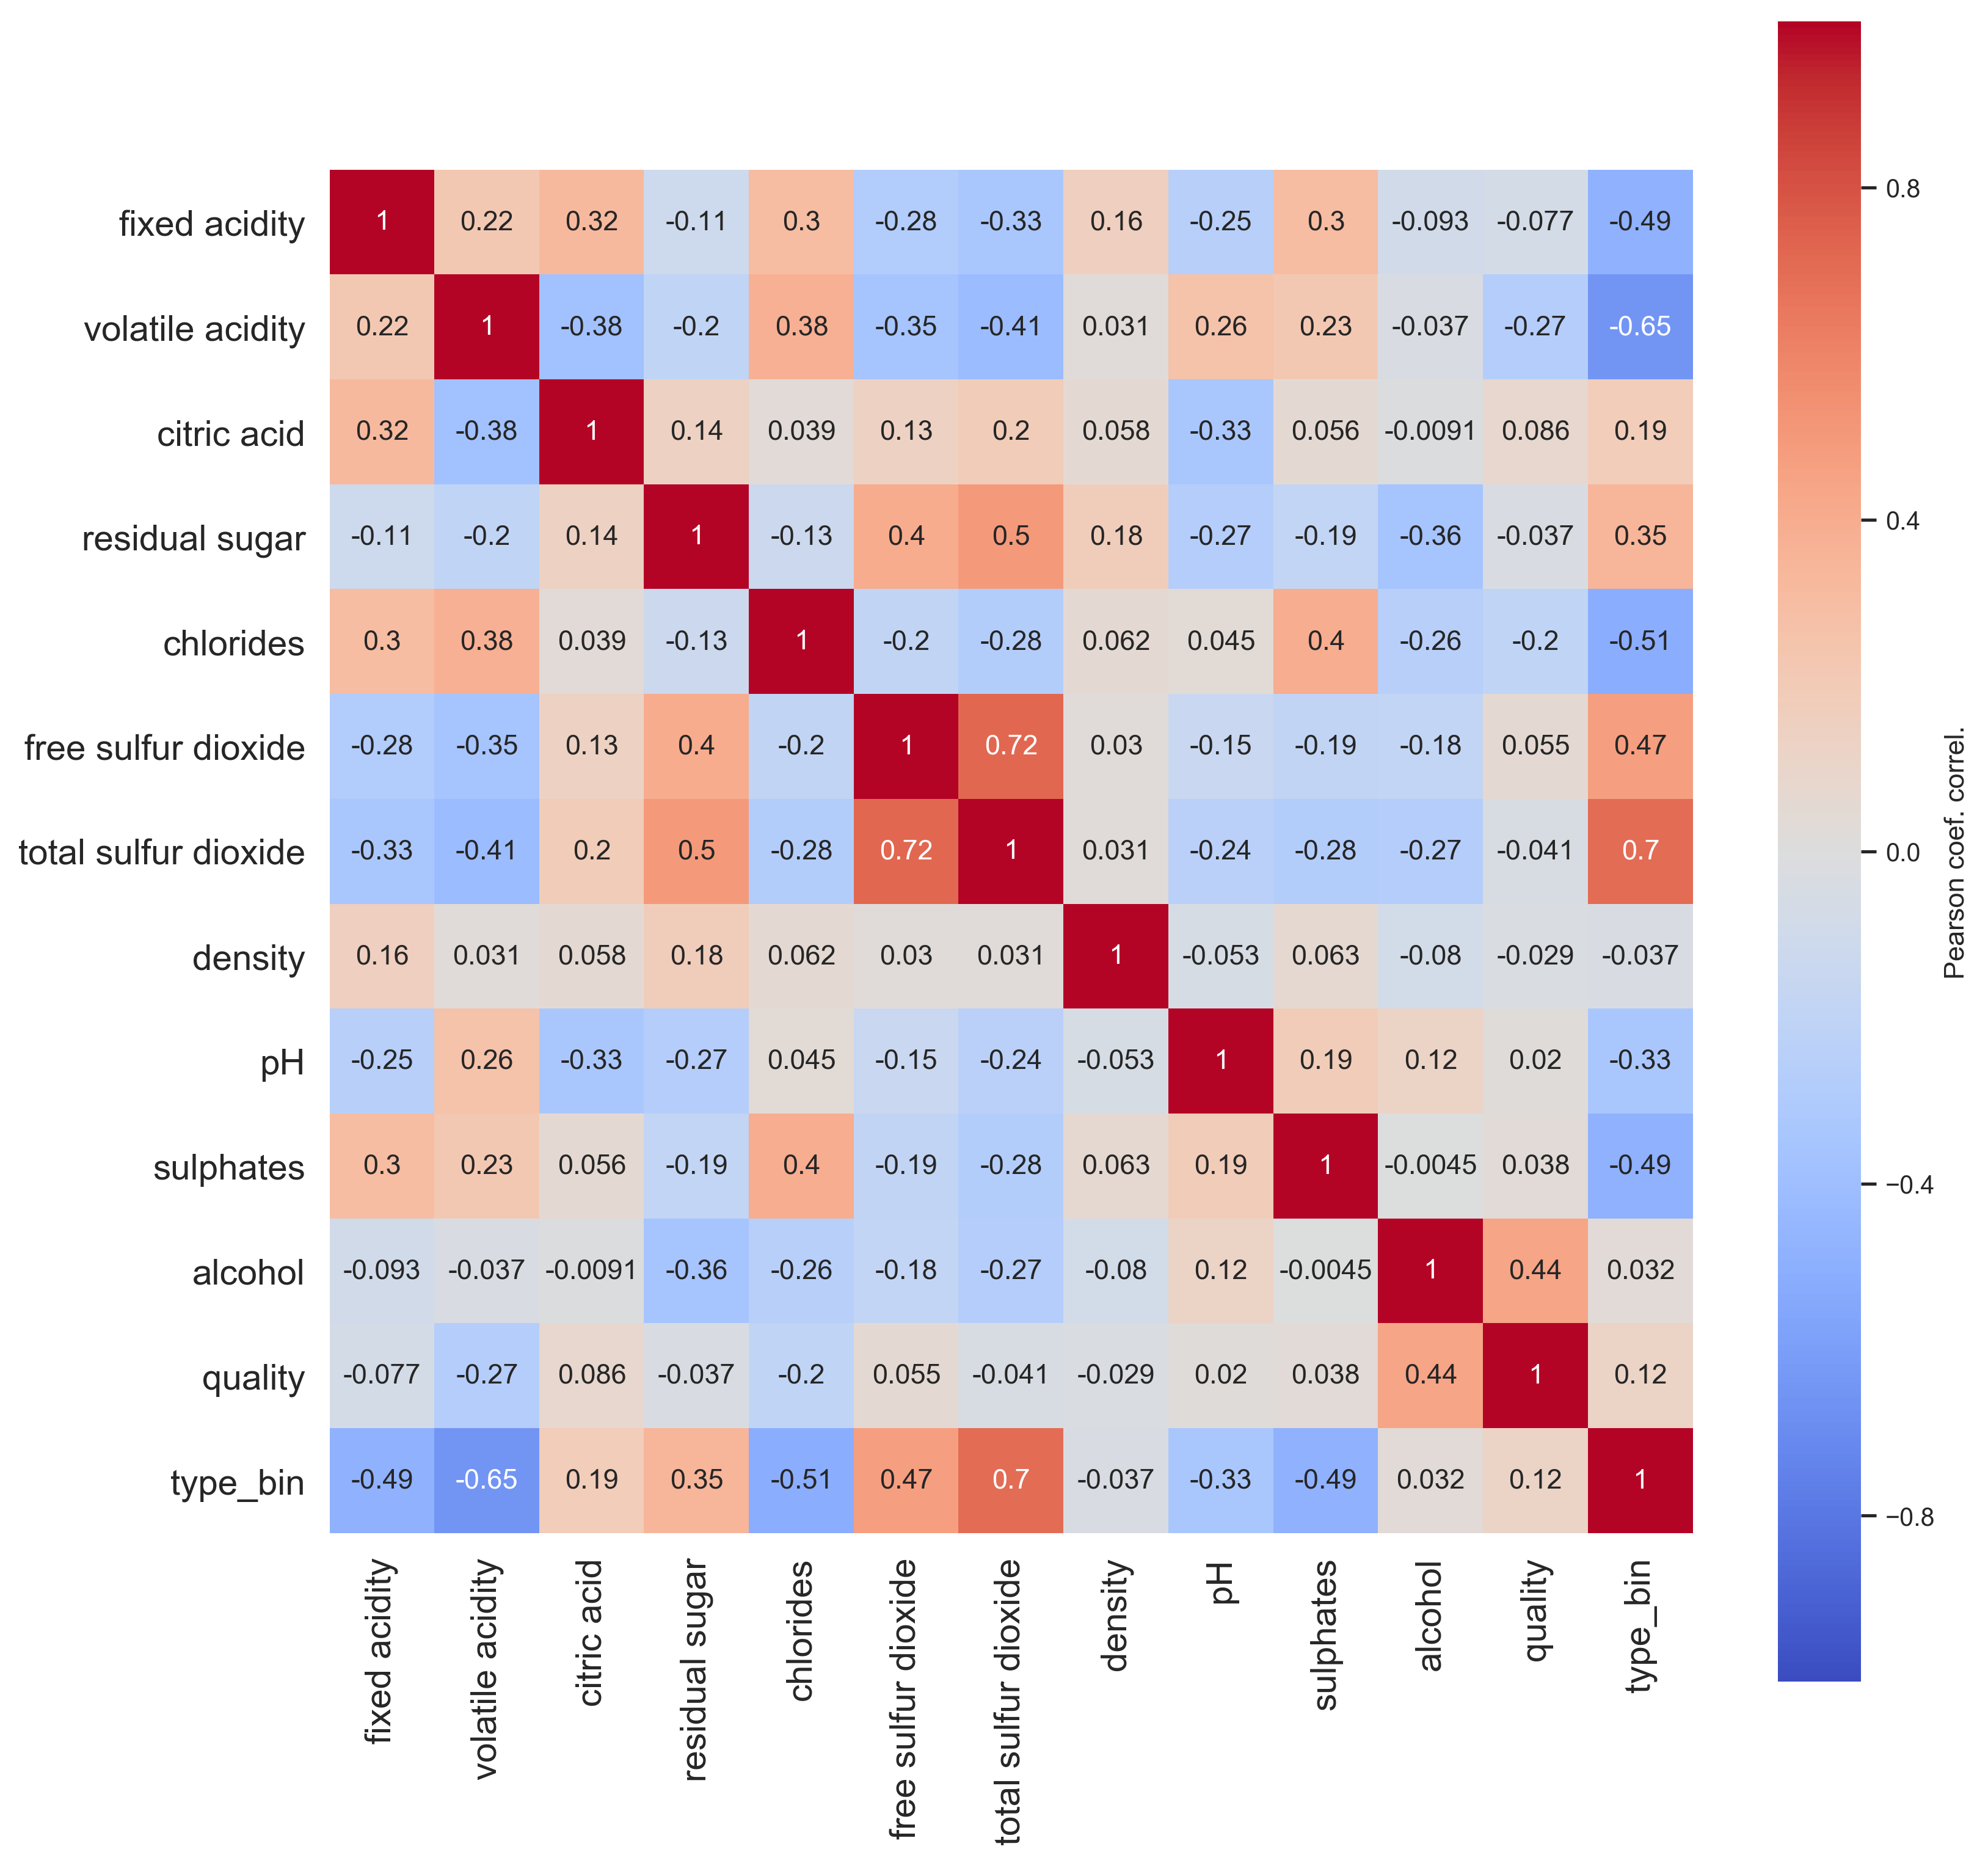 fixed acidity 1 0.22 0.32 -0.11 0.3 -0.28 -0.33 0.16 -0.25 0.3 -0.093 -0.077 -0.49
volatile acidity 0.22 1 -0.38 -0.2 0.38 -0.35 -0.41 0.031 0.26 0.23 -0.037 -0.27 -0.65
citric acid 0.32 -0.38 1 0.14 0.039 0.13 0.2 0.058 -0.33 0.056 -0.0091 0.086 0.19
residual sugar -0.11 -0.2 0.14 1 -0.13 0.4 0.5 0.18 -0.27 -0.19 -0.36 -0.037 0.35
chlorides 0.3 0.38 0.039 -0.13 1 -0.2 -0.28 0.062 0.045 0.4 -0.26 -0.2 -0.51
free sulfur dioxide -0.28 -0.35 0.13 0.4 -0.2 1 0.72 0.03 -0.15 -0.19 -0.18 0.055 0.47
total sulfur dioxide -0.33 -0.41 0.2 0.5 -0.28 0.72 1 0.031 -0.24 -0.28 -0.27 -0.041 0.7
density 0.16 0.031 0.058 0.18 0.062 0.03 0.031 1 -0.053 0.063 -0.08 -0.029 -0.037
pH -0.25 0.26 -0.33 -0.27 0.045 -0.15 -0.24 -0.053 1 0.19 0.12 0.02 -0.33
sulphates 0.3 0.23 0.056 -0.19 0.4 -0.19 -0.28 0.063 0.19 1 -0.0045 0.038 -0.49
alcohol -0.093 -0.037 -0.0091 -0.36 -0.26 -0.18 -0.27 -0.08 0.12 -0.0045 1 0.44 0.032
quality -0.077 -0.27 0.086 -0.037 -0.2 0.055 -0.041 -0.029 0.02 0.038 0.44 1 0.12
type_bin -0.49 -0.65 0.19 0.35 -0.51 0.47 0.7 -0.037 -0.33 -0.49 0.032 0.12 1
fixed acidity
volatile acidity
citric acid
residual sugar
chlorides
free sulfur dioxide
total sulfur dioxide
density
pH
sulphates
alcohol
quality
type_bin
0.8
0.4
0.0
−0.4
−0.8
Pearson coef. correl.